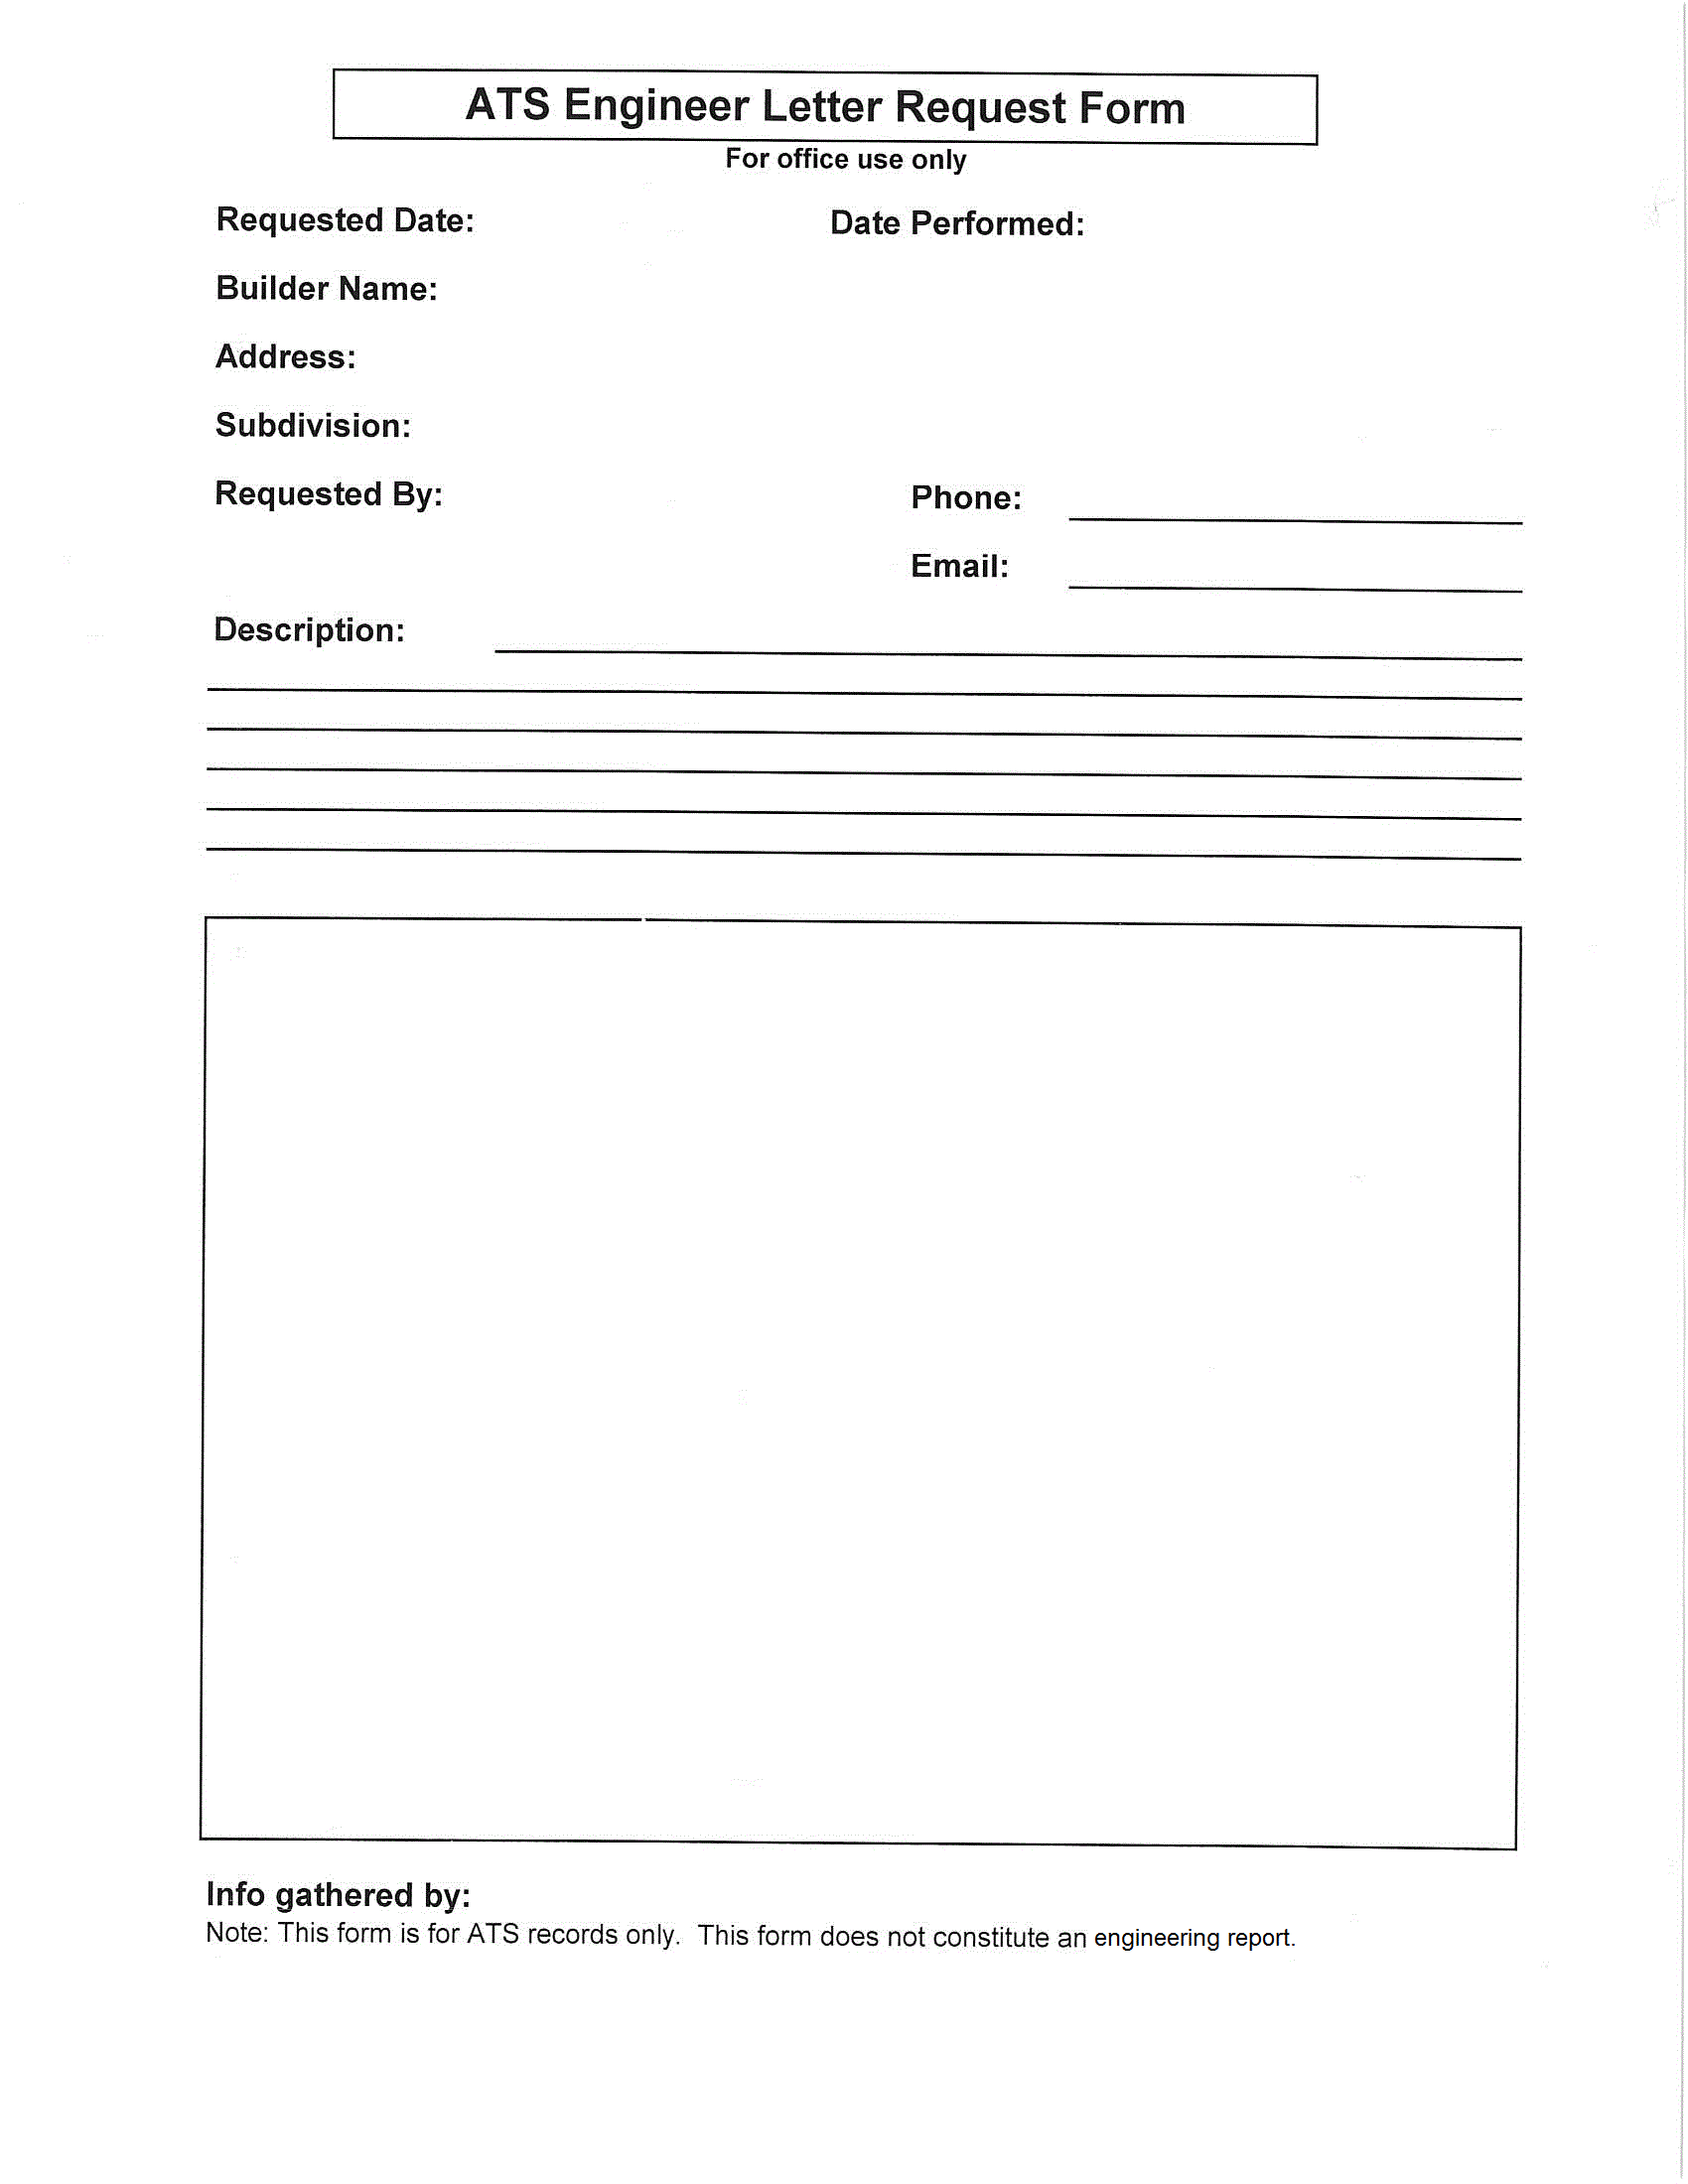 ATS Engineer Letter Request Form
For office use only
Requested Date: Date Performed:
Builder Name:
Address:
Subdivision:
Requested By: Phone:
Email:
Description:
Info gathered by:
Note: This form is for ATS records only. This form does not constitute an engineering report.